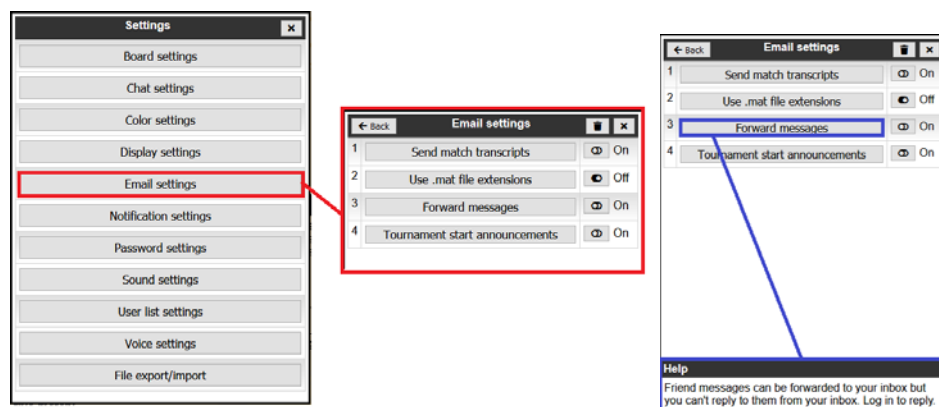 Settings
Board settings
Chat settings
Color settings
Display settings
Email settings
Notification settings
Password settings
Sound settings
User list settings
Voice settings
File export/import
← Back Email settings
1 Send match transcripts On
2 Use .mat file extensions Off
3 Forward messages On
4 Tournament start announcements On
← Back Email settings
1 Send match transcripts On
2 Use .mat file extensions Off
3 Forward messages On
4 Tournament start announcements On
Help
Friend messages can be forwarded to your inbox but
you can't reply to them from your inbox. Log in to reply.